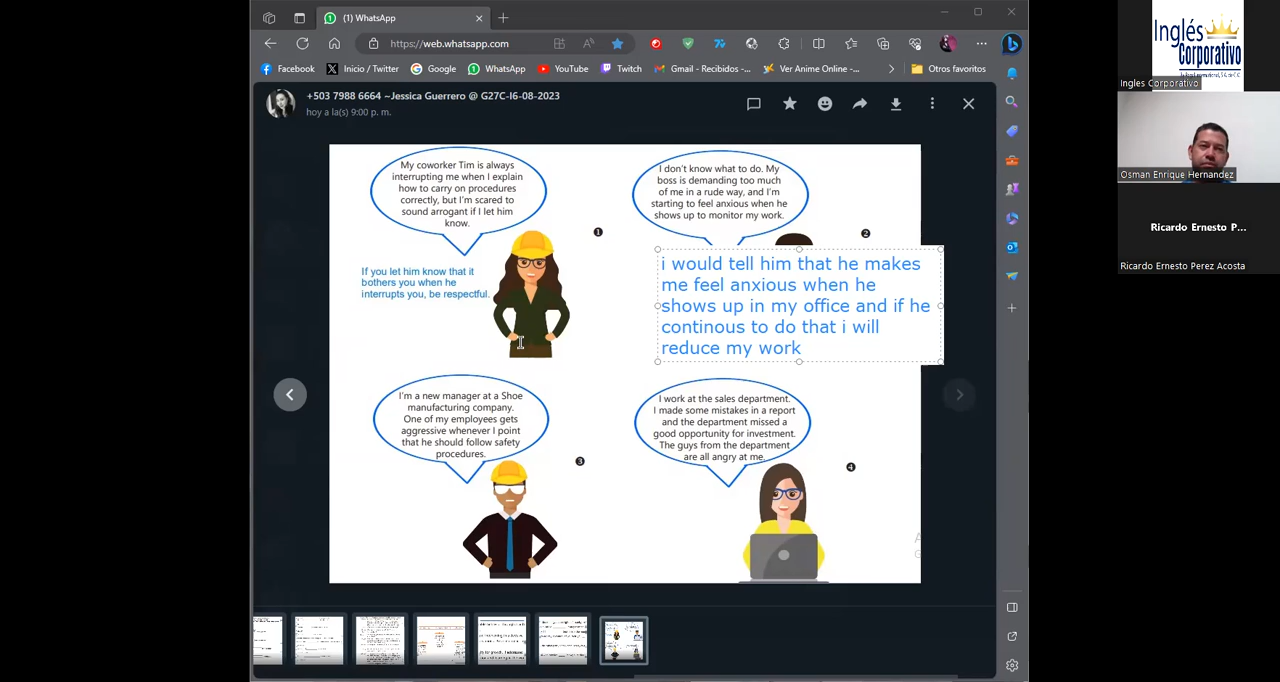 (1) WhatsApp
https://web.whatsapp.com
Facebook
Inicio / Twitter
Google
WhatsApp
YouTube
Twitch
Gmail - Recibidos -...
Ver Anime Online -...
Otros favoritos
+503 7988 6664 ~Jessica Guerrero @ G27C-I6-08-2023
hoy a la(s) 9:00 p. m.
My coworker Tim is always
interrupting me when I explain
how to carry on procedures
correctly, but I'm scared to
sound arrogant if I let him
know.
1
If you let him know that it
bothers you when he
interrupts you, be respectful.
I don't know what to do. My
boss is demanding too much
of me in a rude way, and I'm
starting to feel anxious when he
shows up to monitor my work.
2
i would tell him that he makes
me feel anxious when he
shows up in my office and if he
continous to do that i will
reduce my work
I'm a new manager at a Shoe
manufacturing company.
One of my employees gets
aggressive whenever I point
that he should follow safety
procedures.
3
I work at the sales department.
I made some mistakes in a report
and the department missed a
good opportunity for investment.
The guys from the department
are all angry at me.
4
Inglés
Corporativo
Ingles Corporativo
Osman Enrique Hernandez
Ricardo Ernesto P...
Ricardo Ernesto Perez Acosta